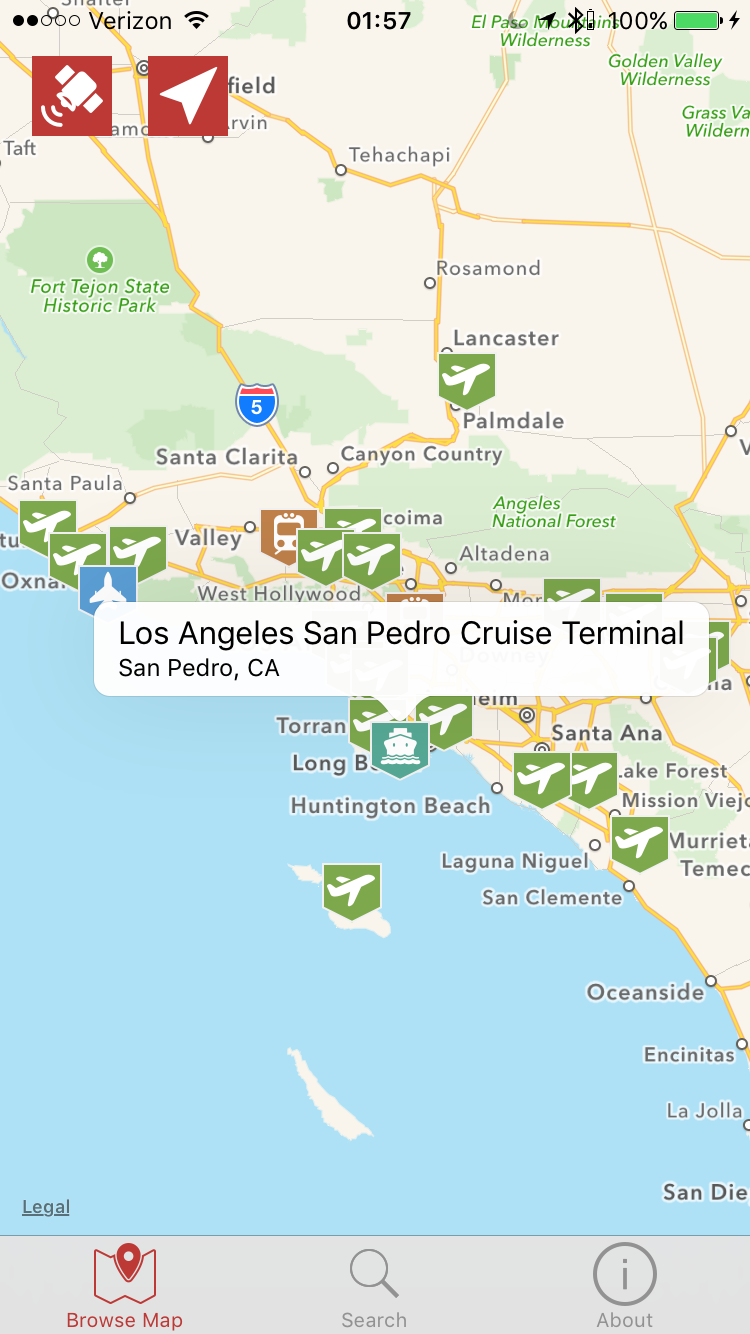 Verizon
01:57
100%
El Paso Mountains
Wilderness
Golden Valley
Wilderness
field
Grass Va
Wildern
Arvin
Taft
Tehachapi
Rosamond
Fort Tejon State
Historic Park
Lancaster
5
Palmdale
Santa Clarita
Canyon Country
Santa Paula
Angeles
National Forest
coima
Valley
Altadena
Oxna
West Hollywood
Los Angeles San Pedro Cruise Terminal
San Pedro, CA
Downey
heim
Torran
Santa Ana
Long B
Lake Forest
Huntington Beach
Mission Viejo
Murrieta
Temec
Laguna Niguel
San Clemente
Oceanside
Encinitas
La Jolla
San Die
Legal
Browse Map
Search
About